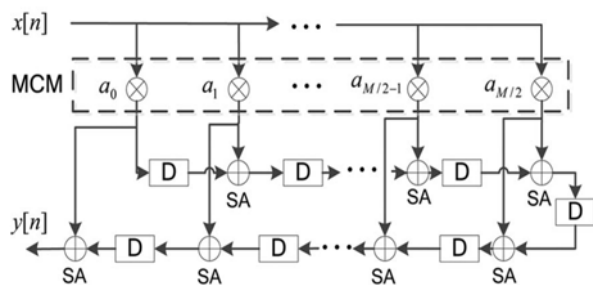 x[n]
...
MCM
a0 a1 ... aM/2−1 aM/2
D D ... D
SA SA SA
D
y[n]
D D ... D
SA SA SA SA